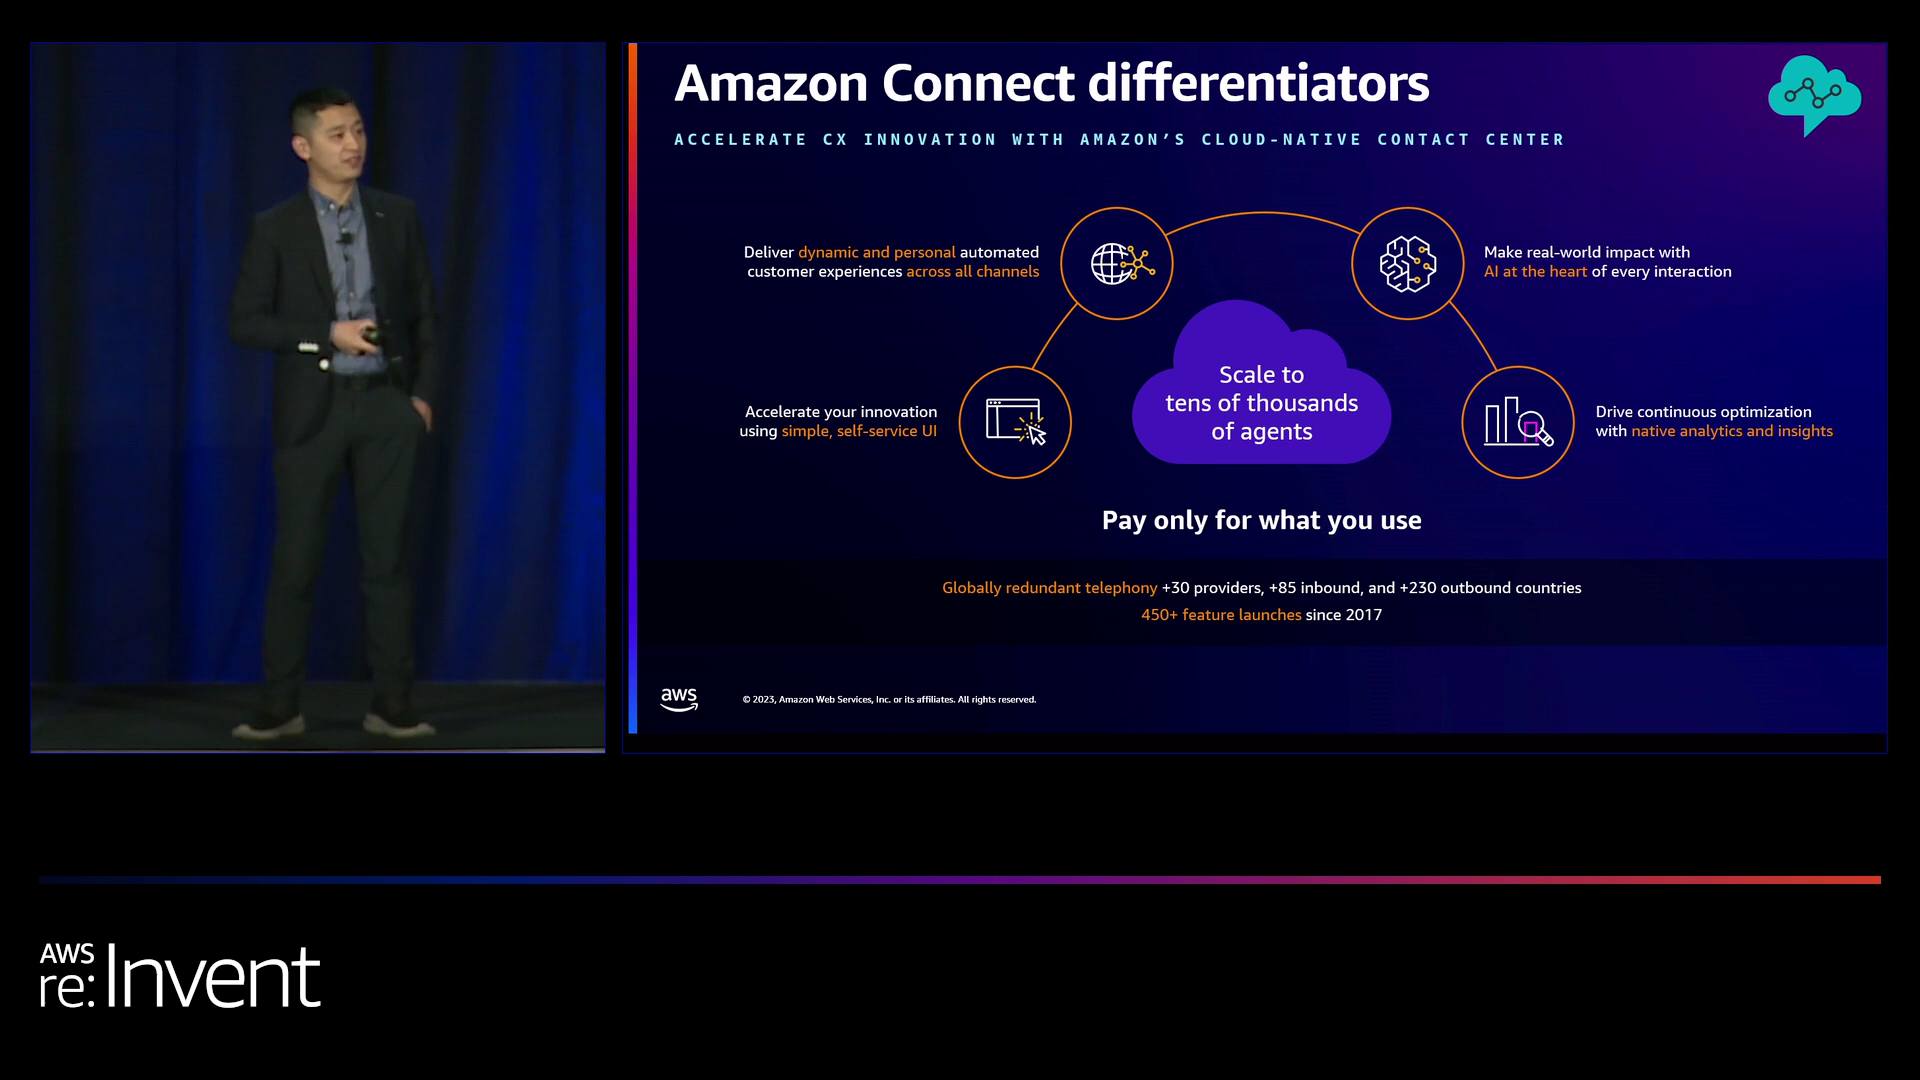 Amazon Connect differentiators
ACCELERATE CX INNOVATION WITH AMAZON’S CLOUD-NATIVE CONTACT CENTER
Deliver dynamic and personal automated
customer experiences across all channels
Make real-world impact with
AI at the heart of every interaction
Accelerate your innovation
using simple, self-service UI
Scale to
tens of thousands
of agents
Drive continuous optimization
with native analytics and insights
Pay only for what you use
Globally redundant telephony +30 providers, +85 inbound, and +230 outbound countries
450+ feature launches since 2017
aws
© 2023, Amazon Web Services, Inc. or its affiliates. All rights reserved.
AWS
re:Invent